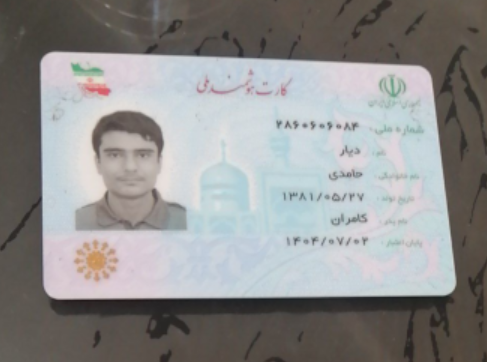 کارت هوشمند ملی
جمهوری اسلامی ایران
شماره ملی: ۲۸۶۰۶۰۶۰۸۴
نام: دیار
نام خانوادگی: حامدی
تاریخ تولد: ۱۳۸۱/۰۵/۲۷
نام پدر: کامران
پایان اعتبار: ۱۴۰۴/۰۷/۰۲